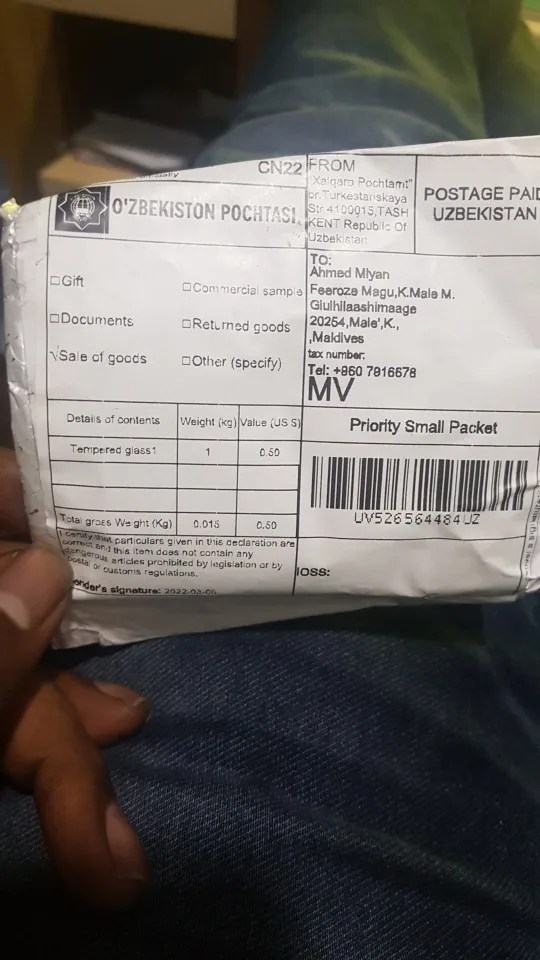 CN22
O'ZBEKISTON POCHTASI
□Gift
□Commercial sample
□Documents
□Returned goods
√Sale of goods
□Other (specify)
FROM
"Xalqaro Pochtamt"
pr.Turkestanskaya
Str 4100015,TASH
KENT Republic Of
Uzbekistan
POSTAGE PAID
UZBEKISTAN
TO:
Ahmed Miyan
Feeroze Magu,K.Male M.
Giulhilaashimaage
20254,Male',K.,
,Maldives
tax number:
Tel: +960 7916678
MV
Details of contents Weight (kg) Value (US $)
Tempered glass1 1 0.50
Total gross Weight (Kg) 0.015 0.50
Priority Small Packet
UV526564484UZ
I certify that particulars given in this declaration are
correct and this item does not contain any
dangerous articles prohibited by legislation or by
postal or customs regulations.
signature: 2022-03-06
IOSS: